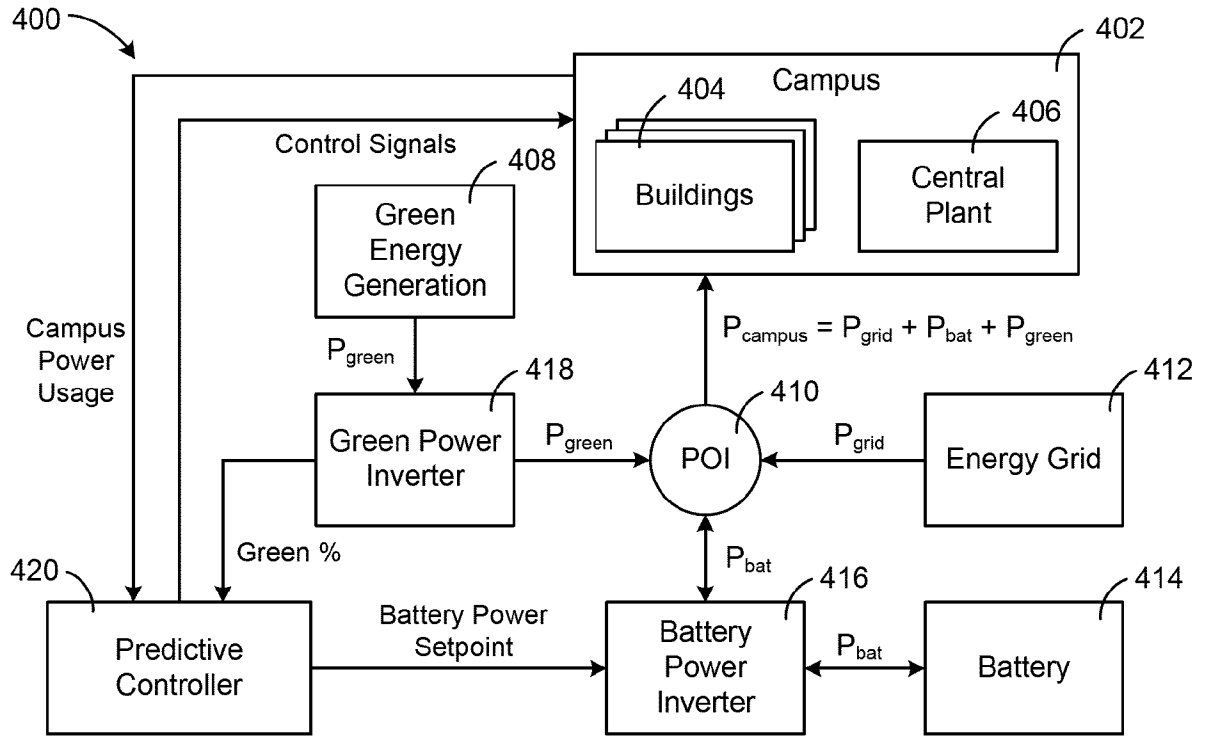 400
402
Campus
404
406
Control Signals
408
Buildings
Central
Plant
Green
Energy
Generation
Campus
Power
Usage
P_green
P_campus = P_grid + P_bat + P_green
418
410
412
Green Power
Inverter
P_green
POI
P_grid
Energy Grid
Green %
P_bat
420
416
414
Battery Power
Setpoint
Predictive
Controller
Battery
Power
Inverter
P_bat
Battery